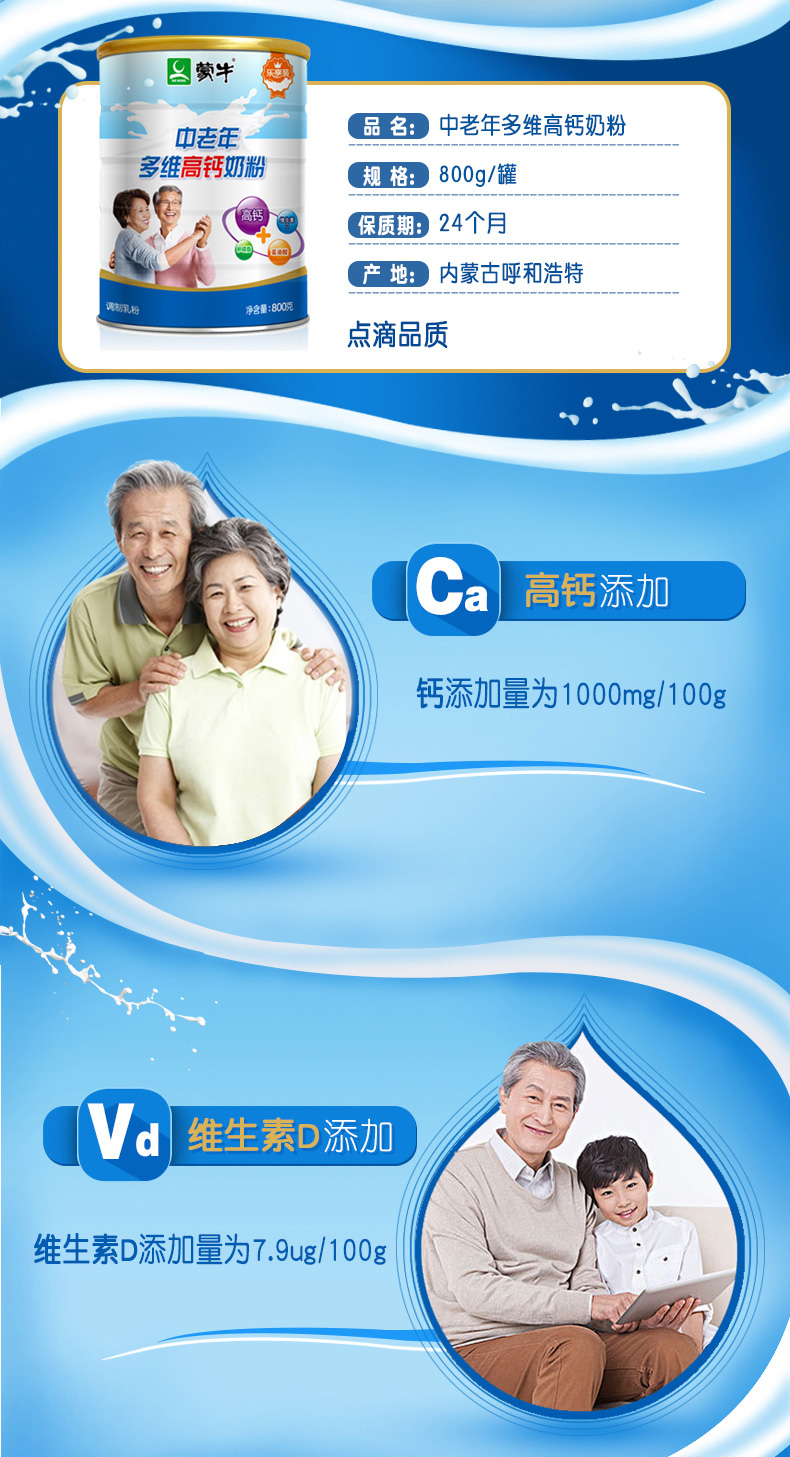 蒙牛
乐享装
中老年
多维高钙奶粉
高钙
调制乳粉
净含量:800克
品 名: 中老年多维高钙奶粉
规 格: 800g/罐
保质期: 24个月
产 地: 内蒙古呼和浩特
点滴品质
Ca 高钙添加
钙添加量为1000mg/100g
Vd 维生素D添加
维生素D添加量为7.9ug/100g